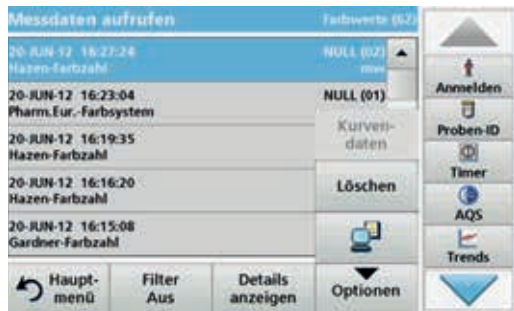 Messdaten aufrufen Farbwerte (62)
20-JUN-12 16:27:24 NULL (02)
Hazen-Farbzahl
20-JUN-12 16:23:04 NULL (01)
Pharm.Eur.-Farbsystem
20-JUN-12 16:19:35
Hazen-Farbzahl
20-JUN-12 16:16:20
Hazen-Farbzahl
20-JUN-12 16:15:08
Gardner-Farbzahl
Kurven-
daten
Löschen
Haupt-
menü
Filter
Aus
Details
anzeigen
Optionen
Anmelden
Proben-ID
Timer
AQS
Trends